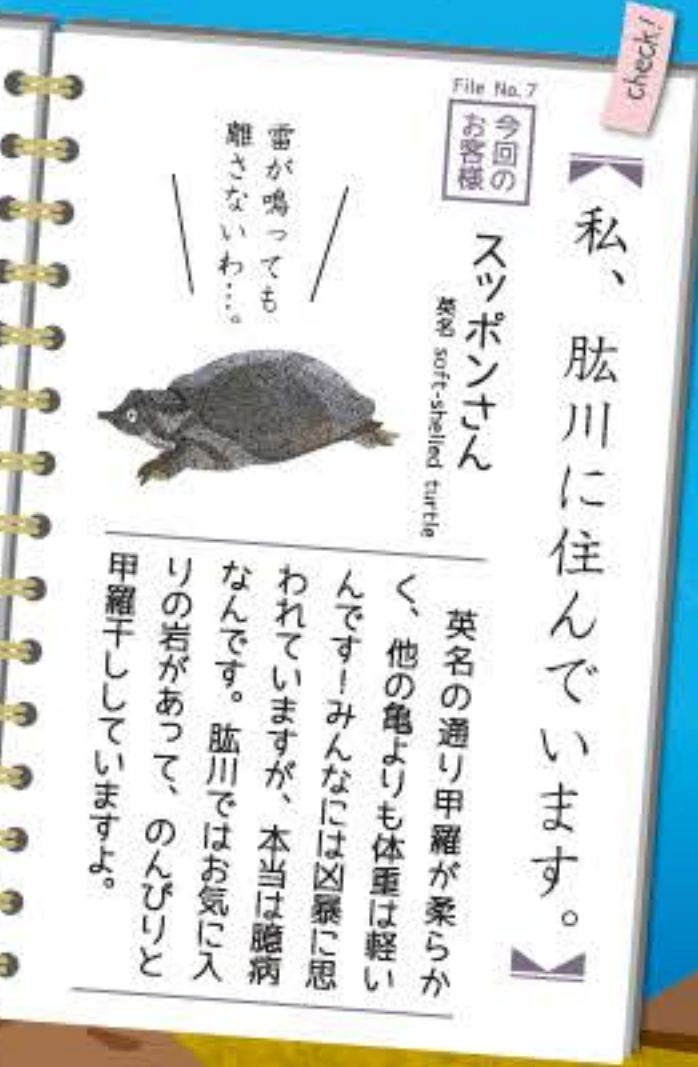 check!
私、肱川に住んでいます。
File No.7
今回の
お客様
スッポンさん
英名 soft-shelled turtle
雷が鳴っても
離さないわ…。
英名の通り甲羅が柔らか
く、他の亀よりも体重は軽い
んです!みんなには凶暴に思
われていますが、本当は臆病
なんです。肱川ではお気に入
りの岩があって、のんびりと
甲羅干ししていますよ。